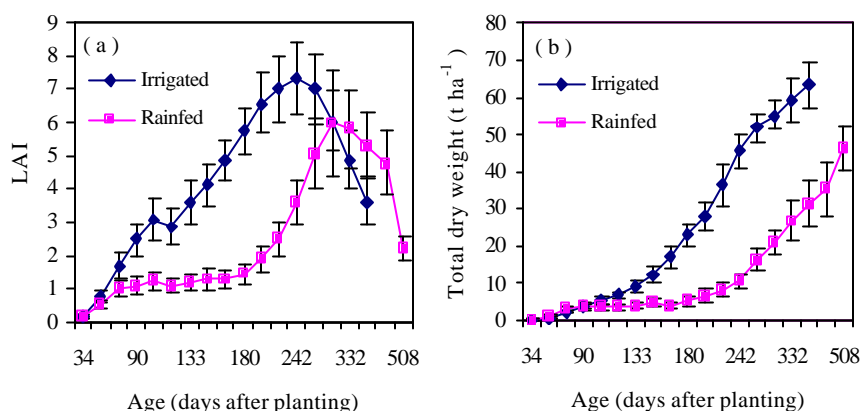 ( a )
Irrigated
Rainfed
LAI
9
8
7
6
5
4
3
2
1
0
34 90 133 180 242 332 508
Age (days after planting)
( b )
Irrigated
Rainfed
Total dry weight (t ha⁻¹)
80
70
60
50
40
30
20
10
0
34 90 133 180 242 332 508
Age (days after planting)